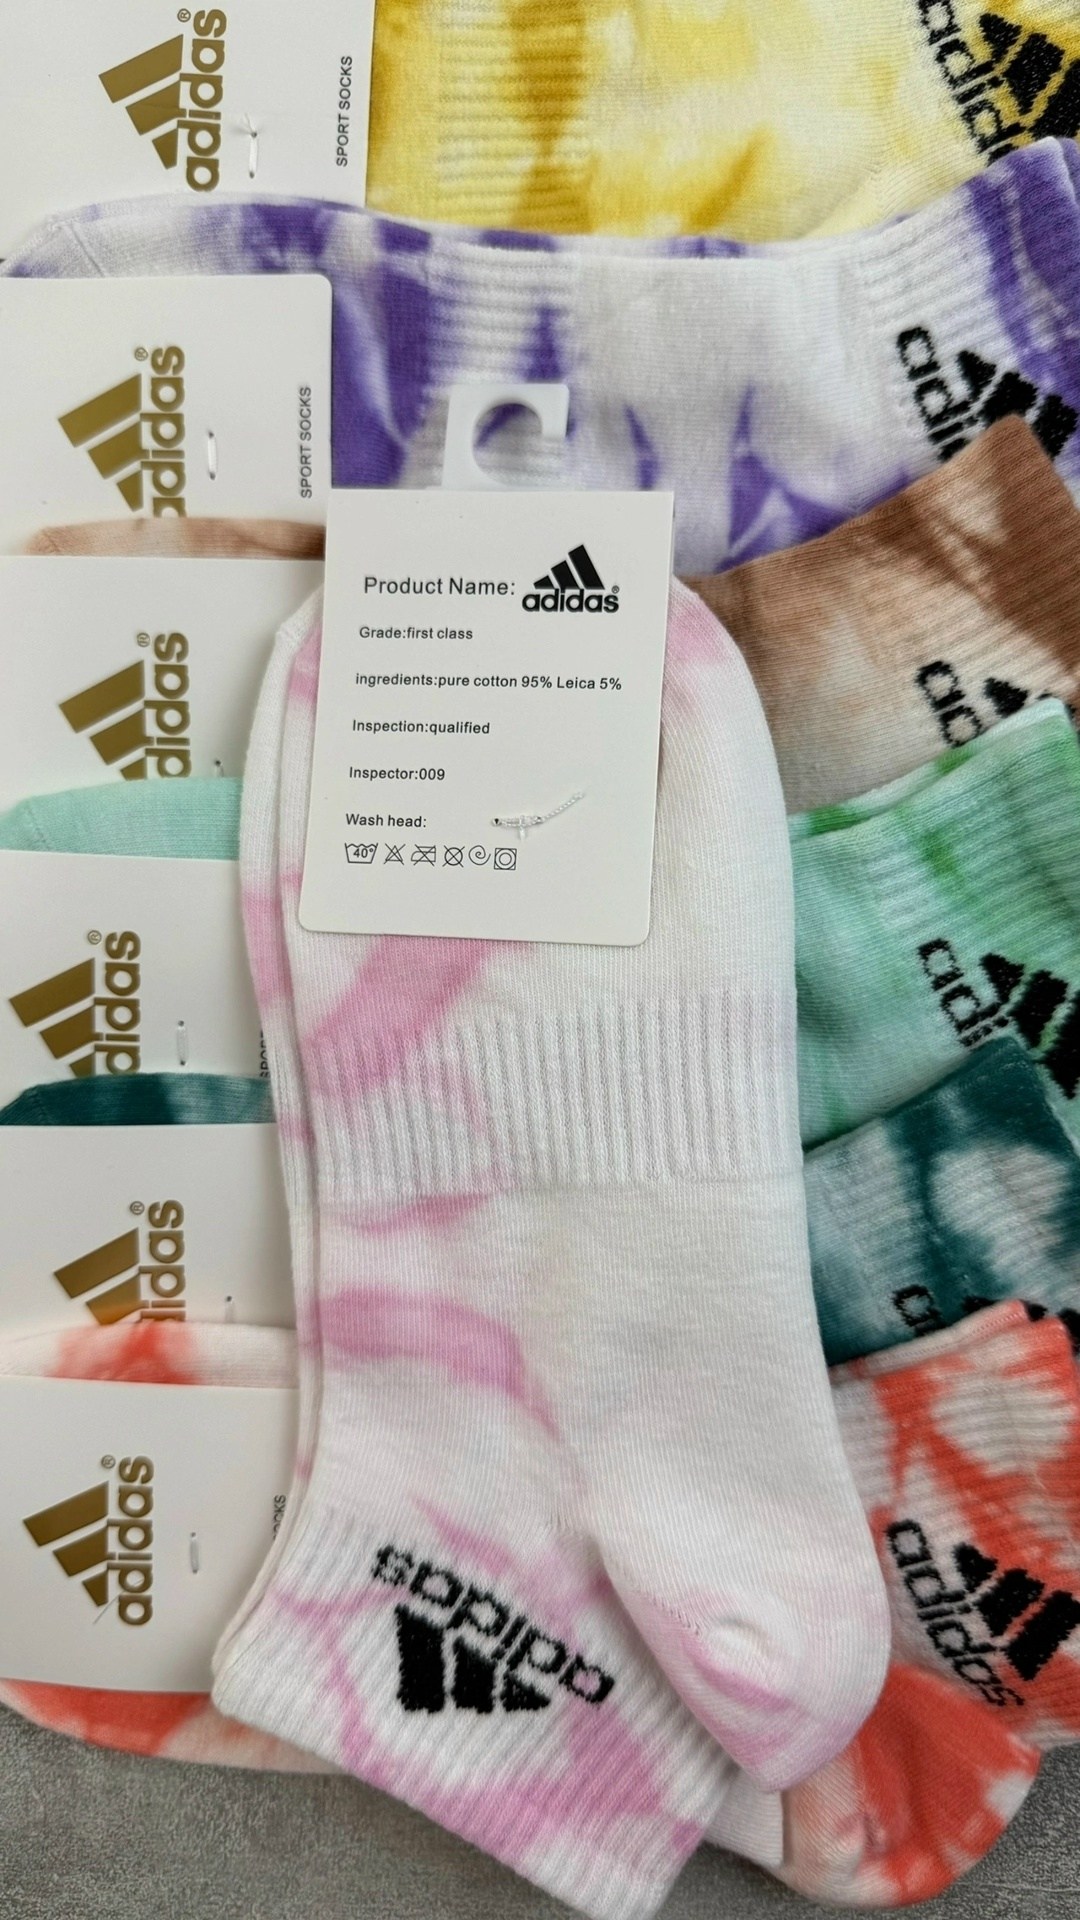 adidas®
SPORT SOCKS
adidas
adidas®
SPORT SOCKS
adidas
Product Name: adidas®
Grade:first class
ingredients:pure cotton 95% Leica 5%
Inspection:qualified
Inspector:009
Wash head:
40°
adidas®
adidas
adidas®
adidas
adidas®
adidas®
adidas
adidas